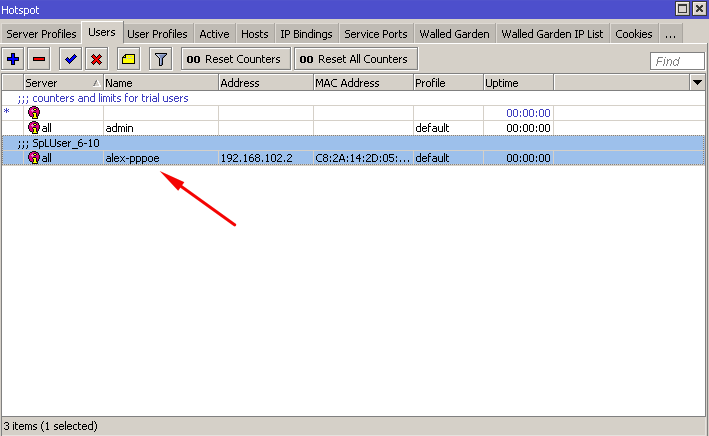 Hotspot
Server Profiles Users User Profiles Active Hosts IP Bindings Service Ports Walled Garden Walled Garden IP List Cookies ...
00 Reset Counters 00 Reset All Counters Find
Server Name Address MAC Address Profile Uptime
;;; counters and limits for trial users
* 00:00:00
all admin default 00:00:00
;;; SpLUser_6-10
all alex-pppoe 192.168.102.2 C8:2A:14:2D:05:... default 00:00:00
3 items (1 selected)